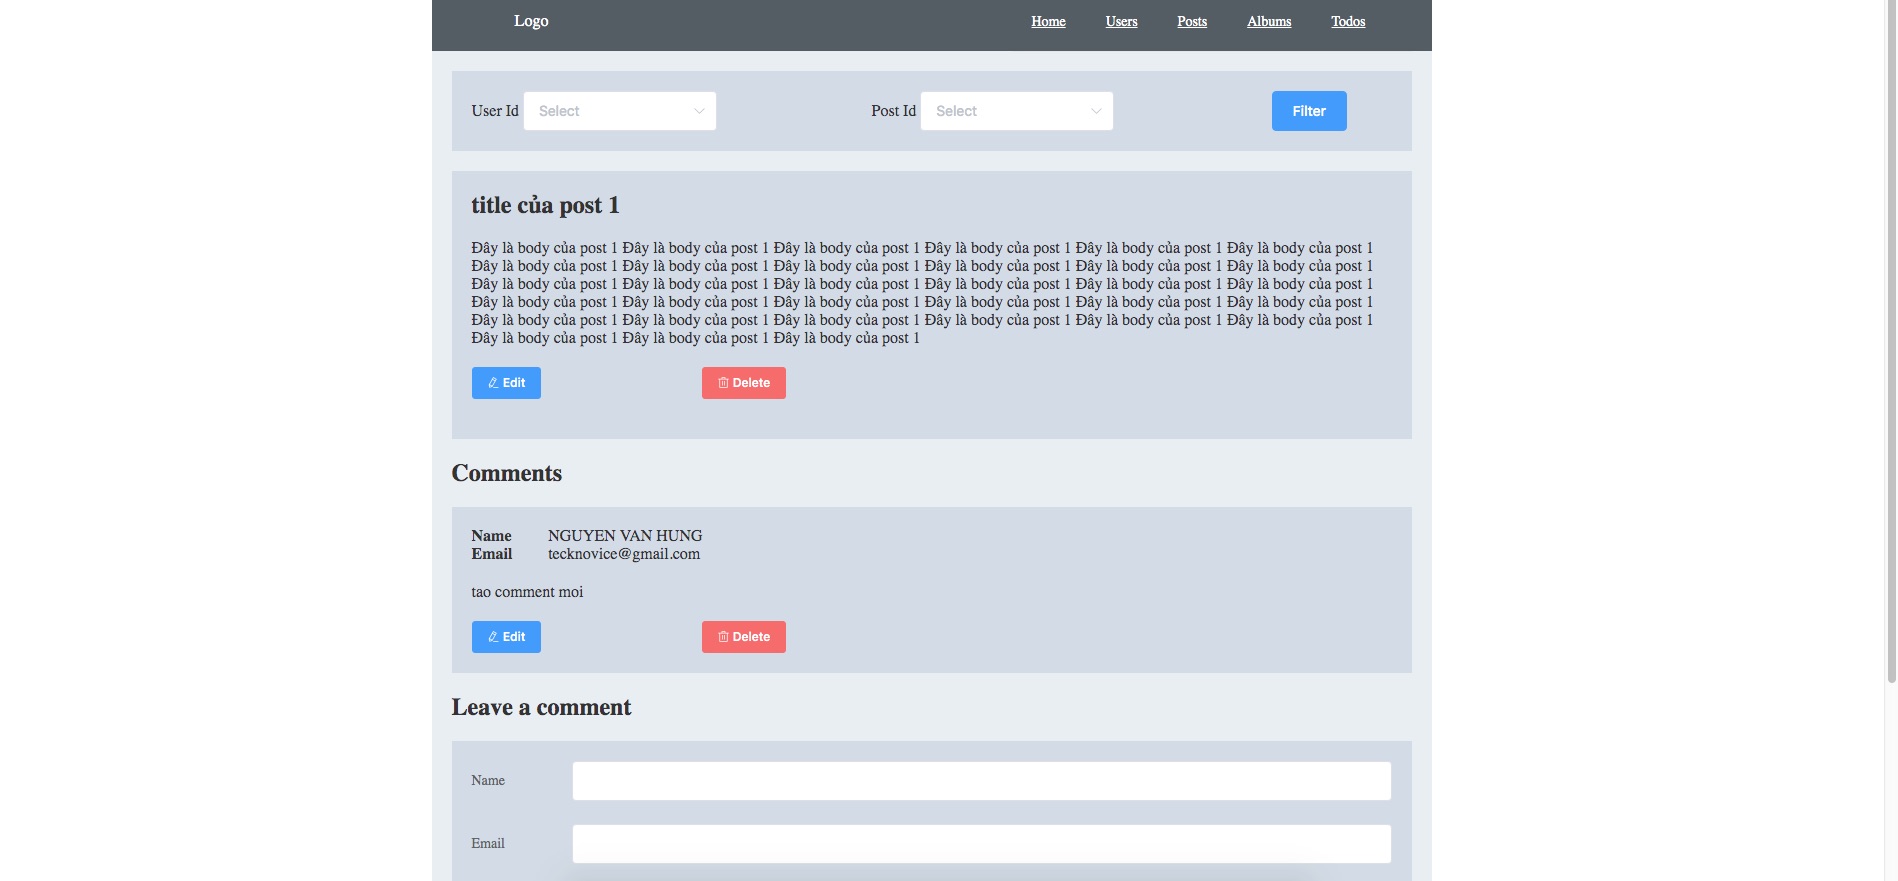 Logo Home Users Posts Albums Todos
User Id Select Post Id Select Filter
title của post 1
Đây là body của post 1 Đây là body của post 1 Đây là body của post 1 Đây là body của post 1 Đây là body của post 1 Đây là body của post 1
Đây là body của post 1 Đây là body của post 1 Đây là body của post 1 Đây là body của post 1 Đây là body của post 1 Đây là body của post 1
Đây là body của post 1 Đây là body của post 1 Đây là body của post 1 Đây là body của post 1 Đây là body của post 1 Đây là body của post 1
Đây là body của post 1 Đây là body của post 1 Đây là body của post 1 Đây là body của post 1 Đây là body của post 1 Đây là body của post 1
Đây là body của post 1 Đây là body của post 1 Đây là body của post 1 Đây là body của post 1 Đây là body của post 1 Đây là body của post 1
Đây là body của post 1 Đây là body của post 1 Đây là body của post 1
Edit Delete
Comments
Name NGUYEN VAN HUNG
Email tecknovice@gmail.com
tao comment moi
Edit Delete
Leave a comment
Name
Email